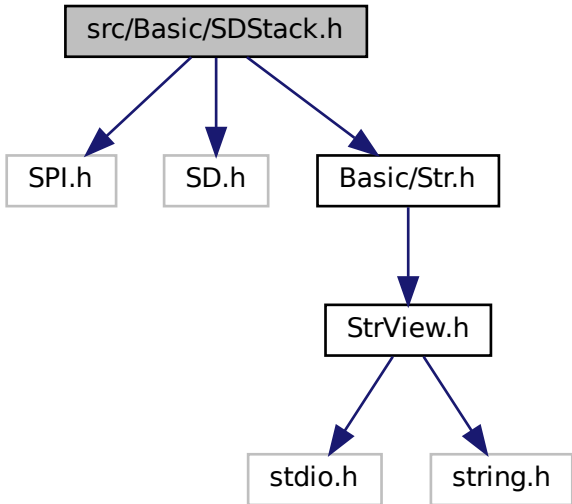 src/Basic/SDStack.h
SPI.h
SD.h
Basic/Str.h
StrView.h
stdio.h
string.h